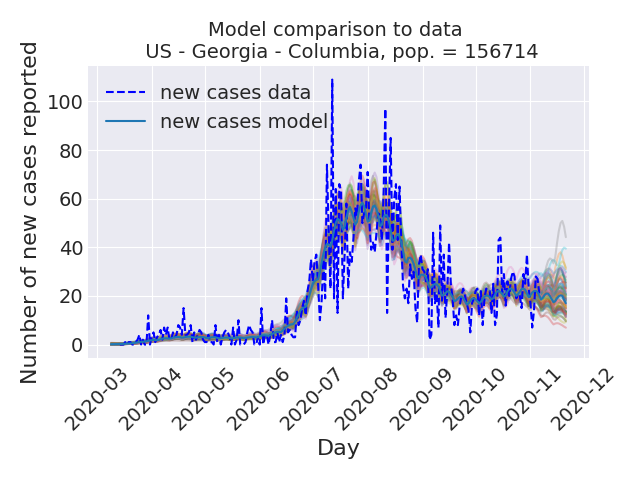 Model comparison to data
US - Georgia - Columbia, pop. = 156714
Number of new cases reported
new cases data
new cases model
100
80
60
40
20
0
2020-03
2020-04
2020-05
2020-06
2020-07
2020-08
2020-09
2020-10
2020-11
2020-12
Day